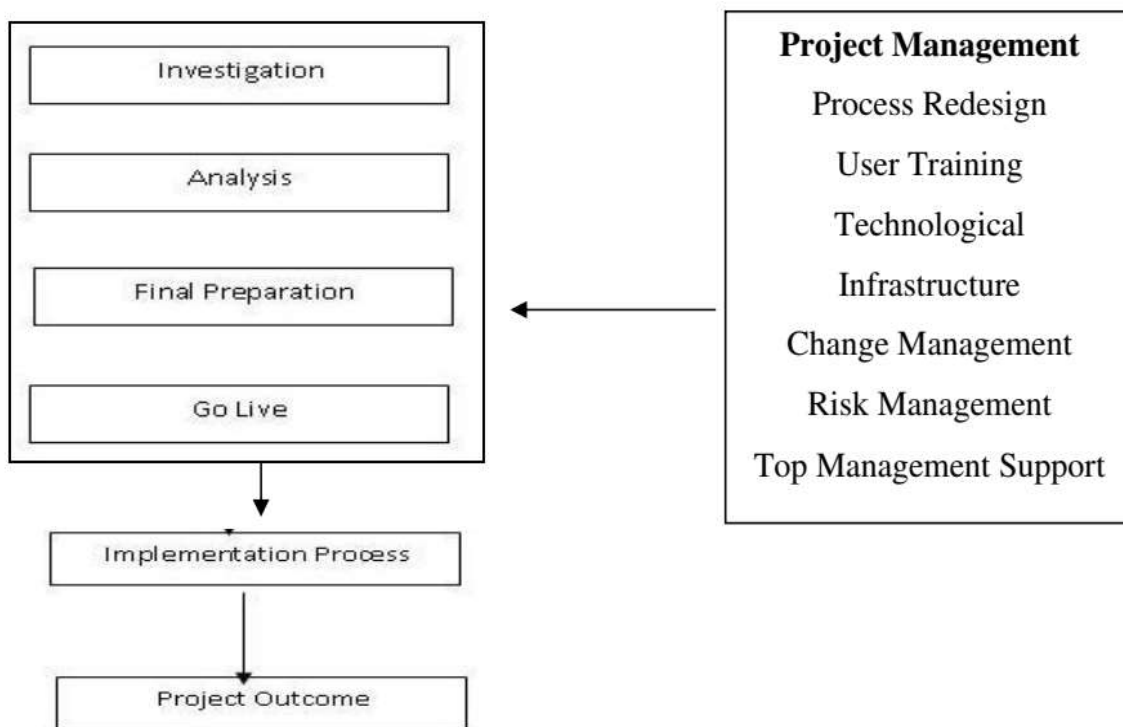 Investigation
Analysis
Final Preparation
Go Live
Implementation Process
Project Outcome
Project Management
Process Redesign
User Training
Technological
Infrastructure
Change Management
Risk Management
Top Management Support